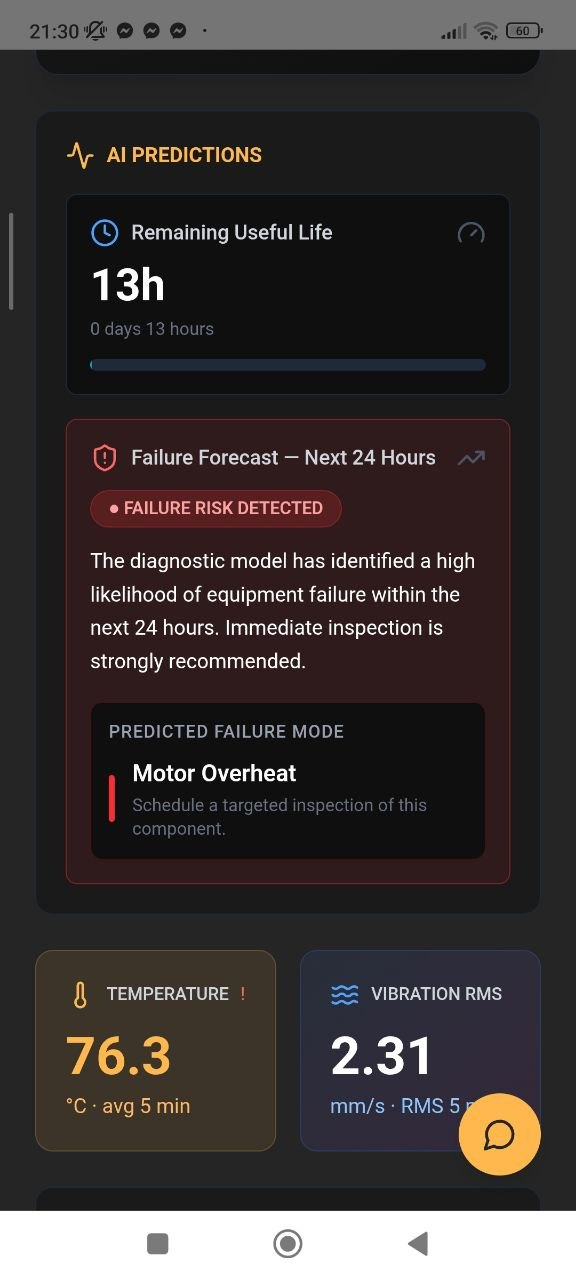 21:30
60
AI PREDICTIONS
Remaining Useful Life
13h
0 days 13 hours
Failure Forecast — Next 24 Hours
FAILURE RISK DETECTED
The diagnostic model has identified a high
likelihood of equipment failure within the
next 24 hours. Immediate inspection is
strongly recommended.
PREDICTED FAILURE MODE
Motor Overheat
Schedule a targeted inspection of this
component.
TEMPERATURE !
76.3
°C · avg 5 min
VIBRATION RMS
2.31
mm/s · RMS 5